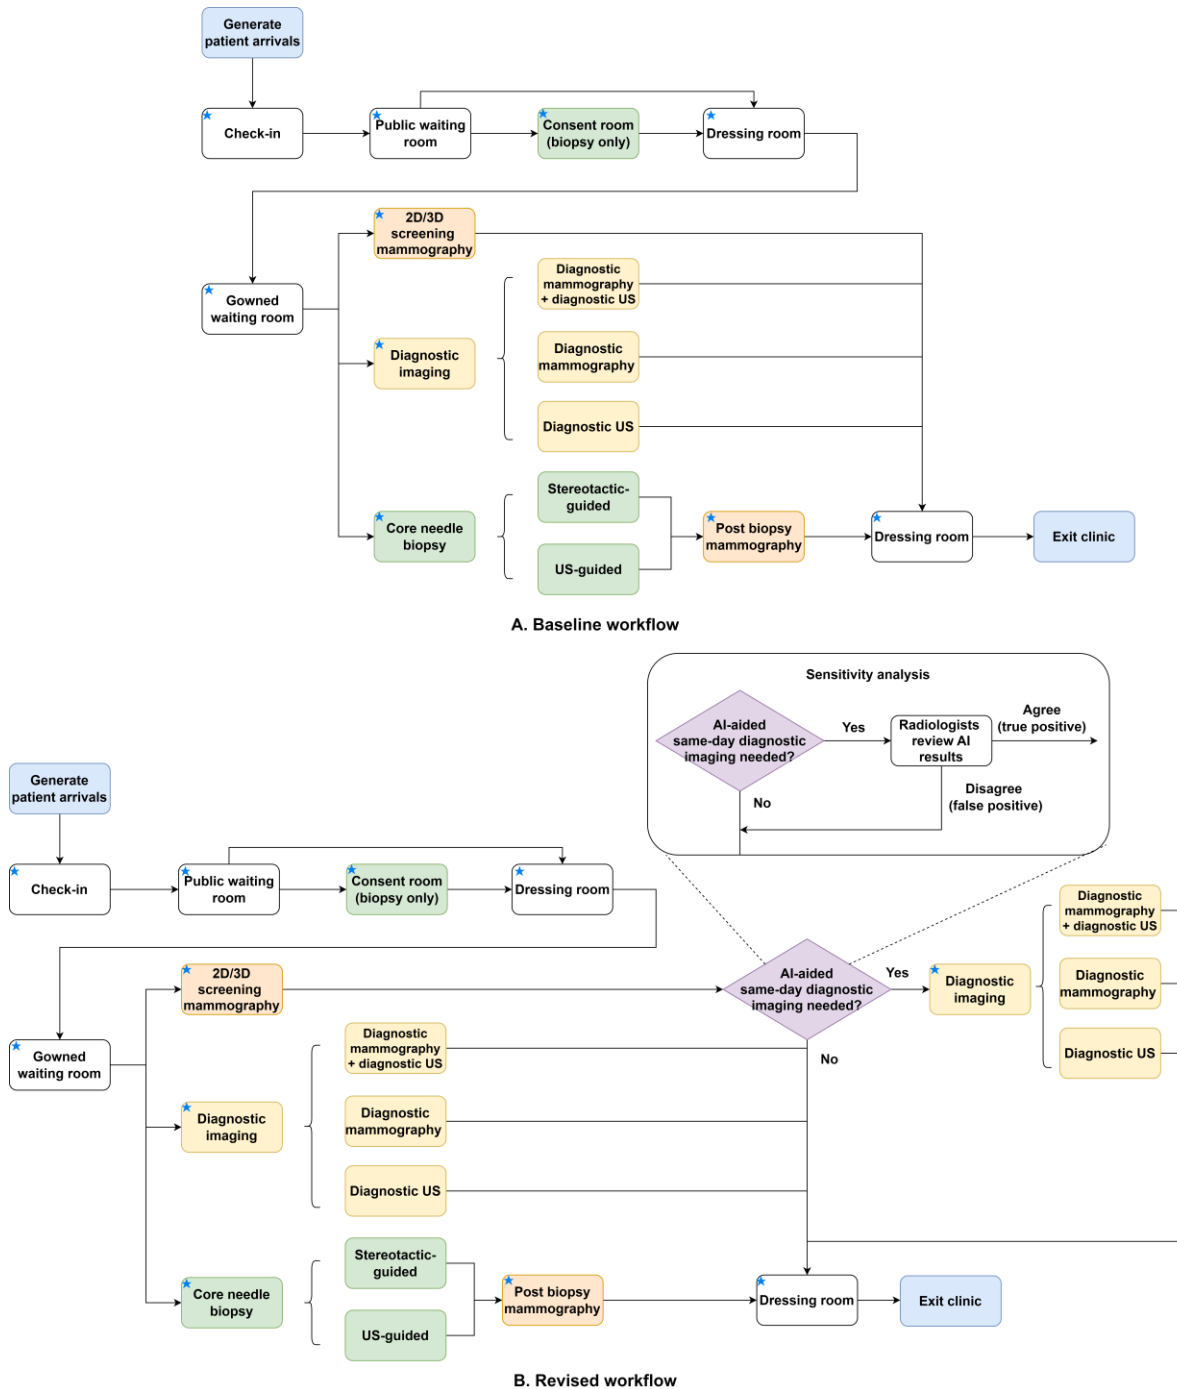 Generate
patient arrivals
Check-in
Public waiting
room
Consent room
(biopsy only)
Dressing room
2D/3D
screening
mammography
Gowned
waiting room
Diagnostic
mammography
+ diagnostic US
Diagnostic
imaging
Diagnostic
mammography
Diagnostic US
Stereotactic-
guided
Core needle
biopsy
US-guided
Post biopsy
mammography
Dressing room
Exit clinic
A. Baseline workflow
Sensitivity analysis
AI-aided
same-day diagnostic
imaging needed?
Yes
Radiologists
review AI
results
Agree
(true positive)
No
Disagree
(false positive)
Generate
patient arrivals
Check-in
Public waiting
room
Consent room
(biopsy only)
Dressing room
2D/3D
screening
mammography
AI-aided
same-day diagnostic
imaging needed?
Yes
No
Diagnostic
imaging
Diagnostic
mammography
+ diagnostic US
Diagnostic
mammography
Diagnostic US
Gowned
waiting room
Diagnostic
mammography
+ diagnostic US
Diagnostic
imaging
Diagnostic
mammography
Diagnostic US
Stereotactic-
guided
Core needle
biopsy
US-guided
Post biopsy
mammography
Dressing room
Exit clinic
B. Revised workflow